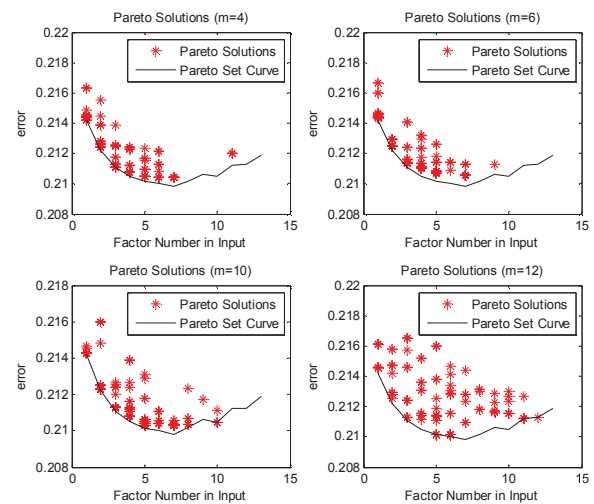 Pareto Solutions (m=4)
0.22
0.218
0.216
0.214
0.212
0.21
0.208
error
Pareto Solutions
Pareto Set Curve
0 5 10 15
Factor Number in Input
Pareto Solutions (m=6)
0.22
0.218
0.216
0.214
0.212
0.21
0.208
error
Pareto Solutions
Pareto Set Curve
0 5 10 15
Factor Number in Input
Pareto Solutions (m=10)
0.218
0.216
0.214
0.212
0.21
0.208
error
Pareto Solutions
Pareto Set Curve
0 5 10 15
Factor Number in Input
Pareto Solutions (m=12)
0.22
0.218
0.216
0.214
0.212
0.21
0.208
error
Pareto Solutions
Pareto Set Curve
0 5 10 15
Factor Number in Input